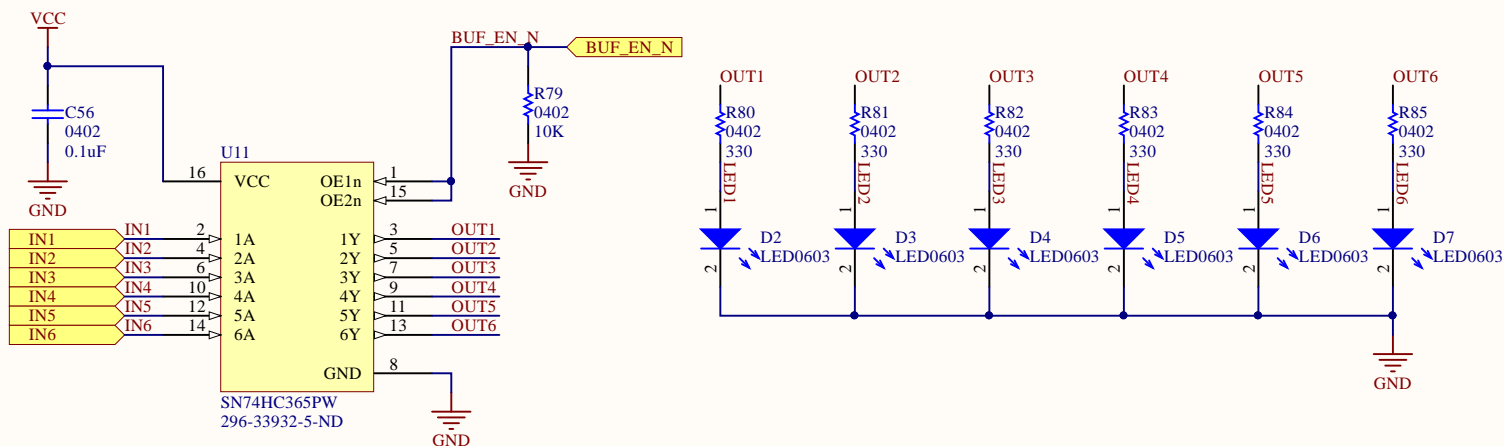 VCC
C56
0402
0.1uF
GND
BUF_EN_N
BUF_EN_N
R79
0402
10K
GND
U11
16 VCC
OE1n 1
OE2n 15
IN1 IN1 2 1A
IN2 IN2 4 2A
IN3 IN3 6 3A
IN4 IN4 10 4A
IN5 IN5 12 5A
IN6 IN6 14 6A
1Y 3 OUT1
2Y 5 OUT2
3Y 7 OUT3
4Y 9 OUT4
5Y 11 OUT5
6Y 13 OUT6
GND 8
SN74HC365PW
296-33932-5-ND
GND
OUT1
R80
0402
330
LED1
1
D2
LED0603
2
OUT2
R81
0402
330
LED2
1
D3
LED0603
2
OUT3
R82
0402
330
LED3
1
D4
LED0603
2
OUT4
R83
0402
330
LED4
1
D5
LED0603
2
OUT5
R84
0402
330
LED5
1
D6
LED0603
2
OUT6
R85
0402
330
LED6
1
D7
LED0603
2
GND